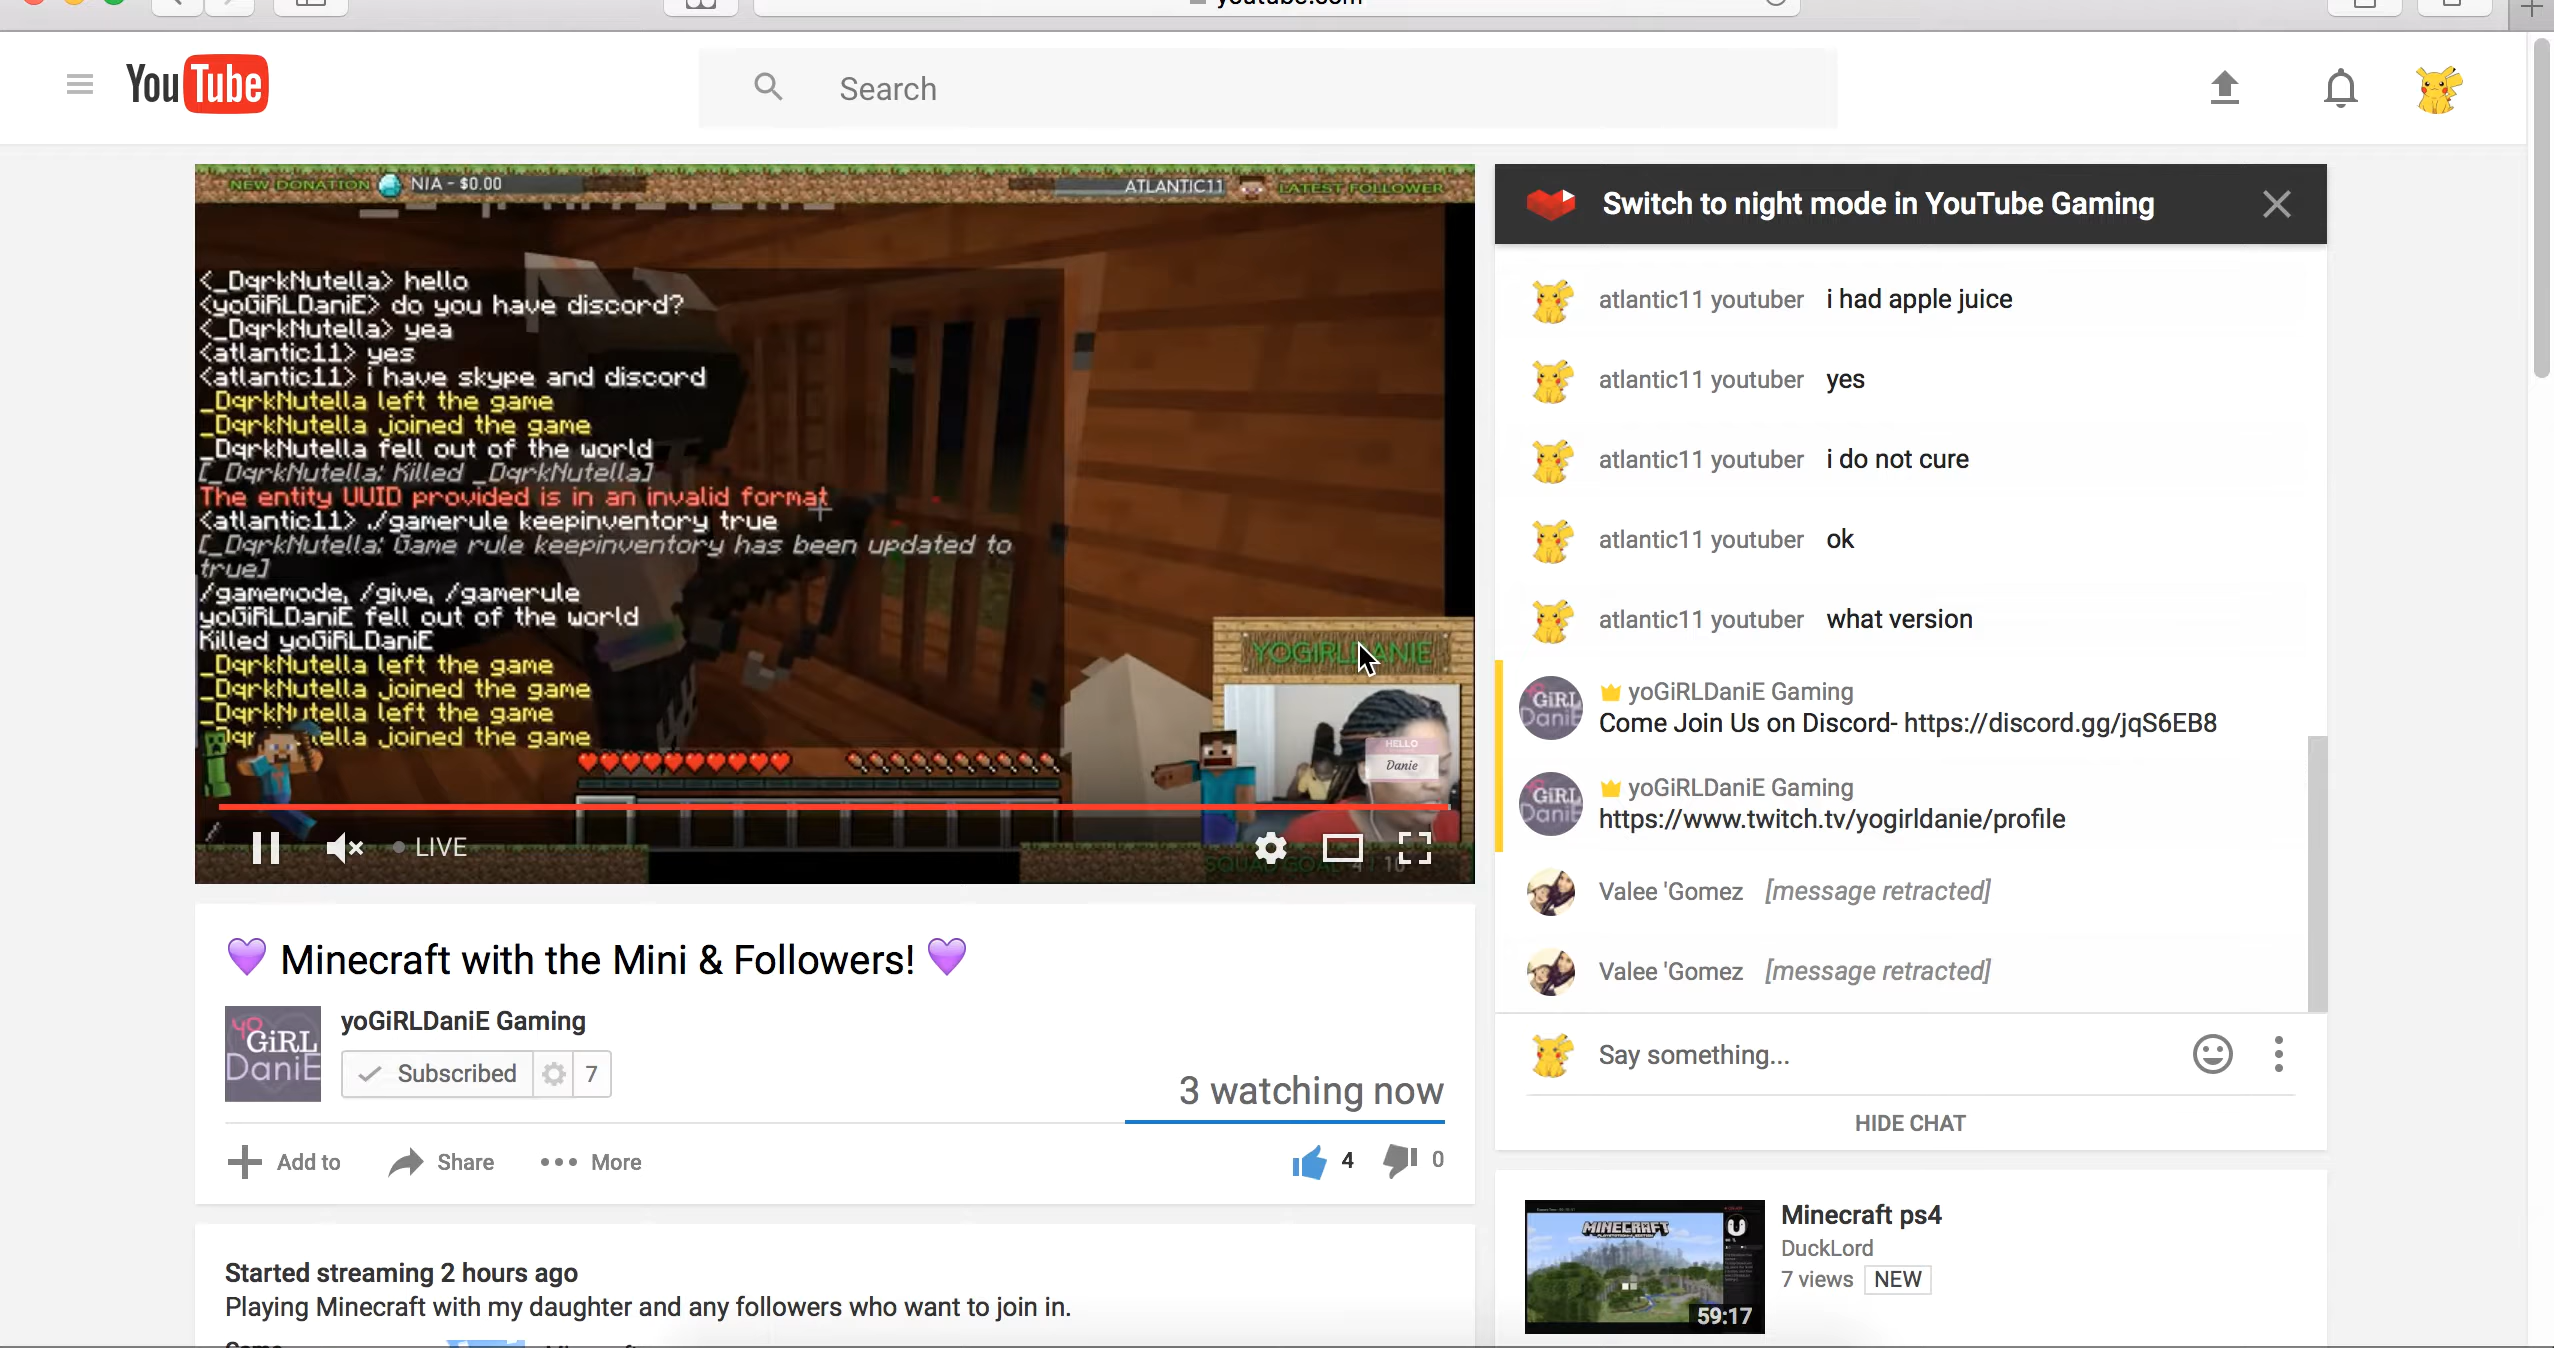 YouTube
Search
NEW DONATION NIA - $0.00
ATLANTIC11 LATEST FOLLOWER
<_DqrkNutella> hello
<yoGiRLDaniE> do you have discord?
<_DqrkNutella> yea
<atlantic11> yes
<atlantic11> i have skype and discord
_DqrkNutella left the game
_DqrkNutella joined the game
_DqrkNutella fell out of the world
[_DqrkNutella: Killed _DqrkNutella]
The entity UUID provided is in an invalid format
<atlantic11> ./gamerule keepinventory true
[_DqrkNutella: Game rule keepinventory has been updated to
true]
/gamemode, /give, /gamerule
yoGiRLDaniE fell out of the world
Killed yoGiRLDaniE
_DqrkNutella left the game
_DqrkNutella joined the game
_DqrkNutella left the game
joined the game
YOGIRLDANIE
HELLO
Danie
LIVE
Switch to night mode in YouTube Gaming
atlantic11 youtuber i had apple juice
atlantic11 youtuber yes
atlantic11 youtuber i do not cure
atlantic11 youtuber ok
atlantic11 youtuber what version
yoGiRLDaniE Gaming
Come Join Us on Discord- https://discord.gg/jqS6EB8
yoGiRLDaniE Gaming
https://www.twitch.tv/yogirldanie/profile
Valee 'Gomez [message retracted]
Valee 'Gomez [message retracted]
Say something...
HIDE CHAT
💜 Minecraft with the Mini & Followers! 💜
yo GiRL DaniE
yoGiRLDaniE Gaming
Subscribed 7
3 watching now
Add to Share More
4 0
Started streaming 2 hours ago
Playing Minecraft with my daughter and any followers who want to join in.
MINECRAFT
59:17
Minecraft ps4
DuckLord
7 views NEW